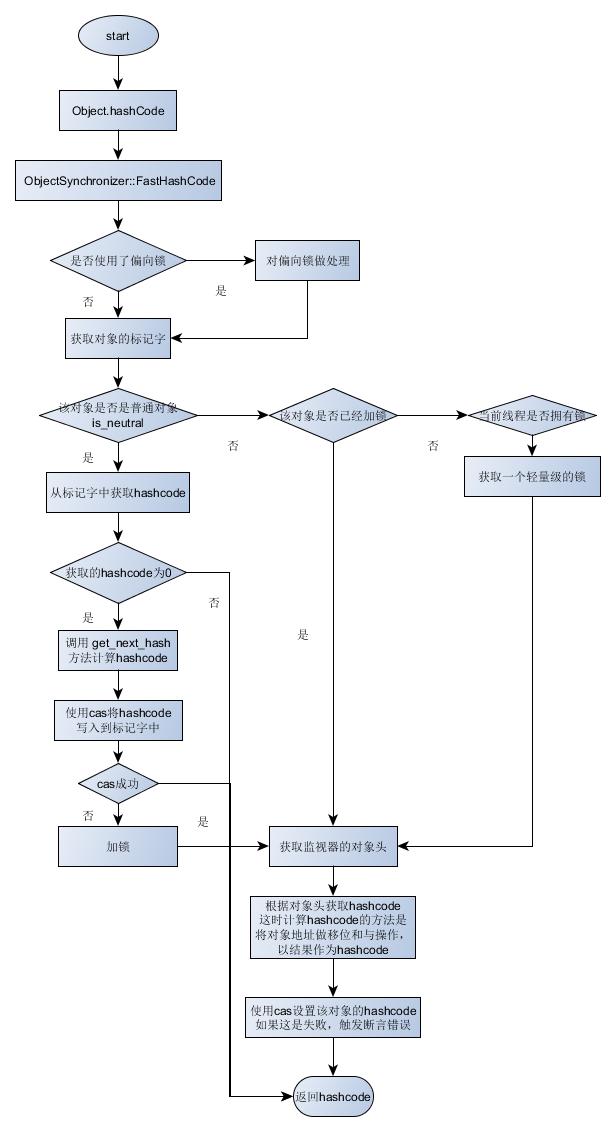 start
Object.hashCode
ObjectSynchronizer::FastHashCode
是否使用了偏向锁
对偏向锁做处理
是
否
获取对象的标记字
该对象是否是普通对象
is_neutral
该对象是否已经加锁
当前线程是否拥有锁
否
否
是
从标记字中获取hashcode
获取一个轻量级的锁
获取的hashcode为0
否
是
是
调用 get_next_hash
方法计算hashcode
使用cas将hashcode
写入到标记字中
cas成功
否
是
加锁
获取监视器的对象头
根据对象头获取hashcode
这时计算hashcode的方法是
将对象地址做移位和与操作，
以结果作为hashcode
使用cas设置该对象的hashcode
如果这是失败，触发断言错误
返回hashcode